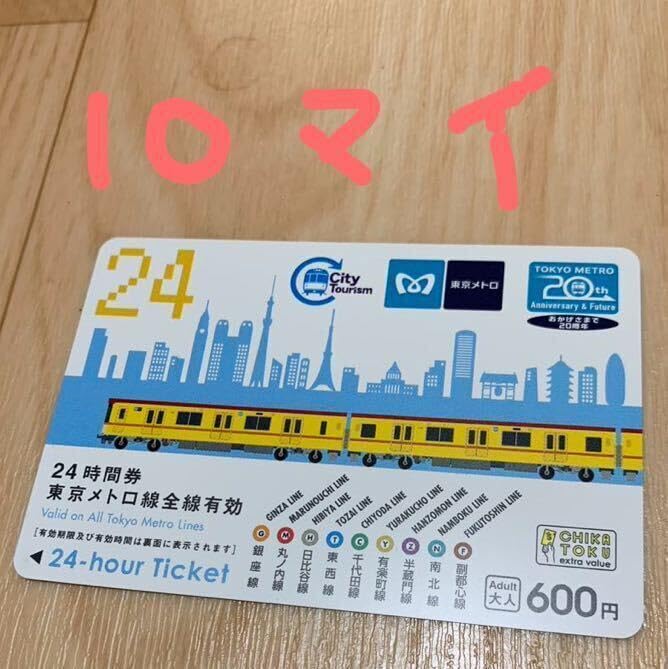 10マイ
24
City
Tourism
東京メトロ
TOKYO METRO
20th
Anniversary & Future
おかげさまで
20周年
24時間券
東京メトロ線全線有効
Valid on All Tokyo Metro Lines
[有効期限及び有効時間は裏面に表示されます]
24-hour Ticket
GINZA LINE
MARUNOUCHI LINE
HIBIYA LINE
TOZAI LINE
CHIYODA LINE
YURAKUCHO LINE
HANZOMON LINE
NAMBOKU LINE
FUKUTOSHIN LINE
G M H T C Y Z N F
銀座線
丸ノ内線
日比谷線
東西線
千代田線
有楽町線
半蔵門線
南北線
副都心線
CHIKA
TOKU
extra value
Adult
大人
600円